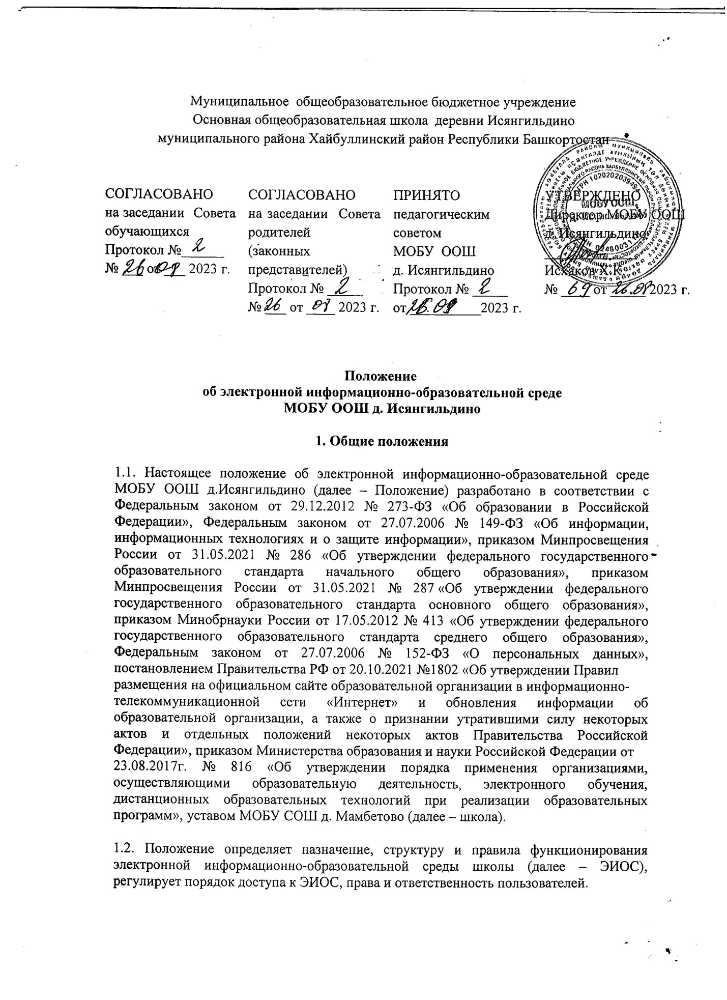 Муниципальное общеобразовательное бюджетное учреждение
Основная общеобразовательная школа деревни Исянгильдино
муниципального района Хайбуллинский район Республики Башкортостан
СОГЛАСОВАНО
на заседании Совета
обучающихся
Протокол № 2
№ 26 от 2023 г.
СОГЛАСОВАНО
на заседании Совета
родителей
(законных
представителей)
Протокол № 2
№ 26 от 2023 г.
ПРИНЯТО
педагогическим
советом
МОБУ ООШ
д. Исянгильдино
Протокол № 2
от 2023 г.
УТВЕРЖДЕНО
Директор МОБУ ООШ
д. Исянгильдино
Исхаков Х.К.
№ 69 от 2023 г.
МОБУ ООШ
Положение
об электронной информационно-образовательной среде
МОБУ ООШ д. Исянгильдино
1. Общие положения
1.1. Настоящее положение об электронной информационно-образовательной среде
МОБУ ООШ д.Исянгильдино (далее – Положение) разработано в соответствии с
Федеральным законом от 29.12.2012 № 273-ФЗ «Об образовании в Российской
Федерации», Федеральным законом от 27.07.2006 № 149-ФЗ «Об информации,
информационных технологиях и о защите информации», приказом Минпросвещения
России от 31.05.2021 № 286 «Об утверждении федерального государственного
образовательного стандарта начального общего образования», приказом
Минпросвещения России от 31.05.2021 № 287 «Об утверждении федерального
государственного образовательного стандарта основного общего образования»,
приказом Минобрнауки России от 17.05.2012 № 413 «Об утверждении федерального
государственного образовательного стандарта среднего общего образования»,
Федеральным законом от 27.07.2006 № 152-ФЗ «О персональных данных»,
постановлением Правительства РФ от 20.10.2021 №1802 «Об утверждении Правил
размещения на официальном сайте образовательной организации в информационно-
телекоммуникационной сети «Интернет» и обновления информации об
образовательной организации, а также о признании утратившими силу некоторых
актов и отдельных положений некоторых актов Правительства Российской
Федерации», приказом Министерства образования и науки Российской Федерации от
23.08.2017г. № 816 «Об утверждении порядка применения организациями,
осуществляющими образовательную деятельность, электронного обучения,
дистанционных образовательных технологий при реализации образовательных
программ», уставом МОБУ СОШ д. Мамбетово (далее – школа).
1.2. Положение определяет назначение, структуру и правила функционирования
электронной информационно-образовательной среды школы (далее – ЭИОС),
регулирует порядок доступа к ЭИОС, права и ответственность пользователей.